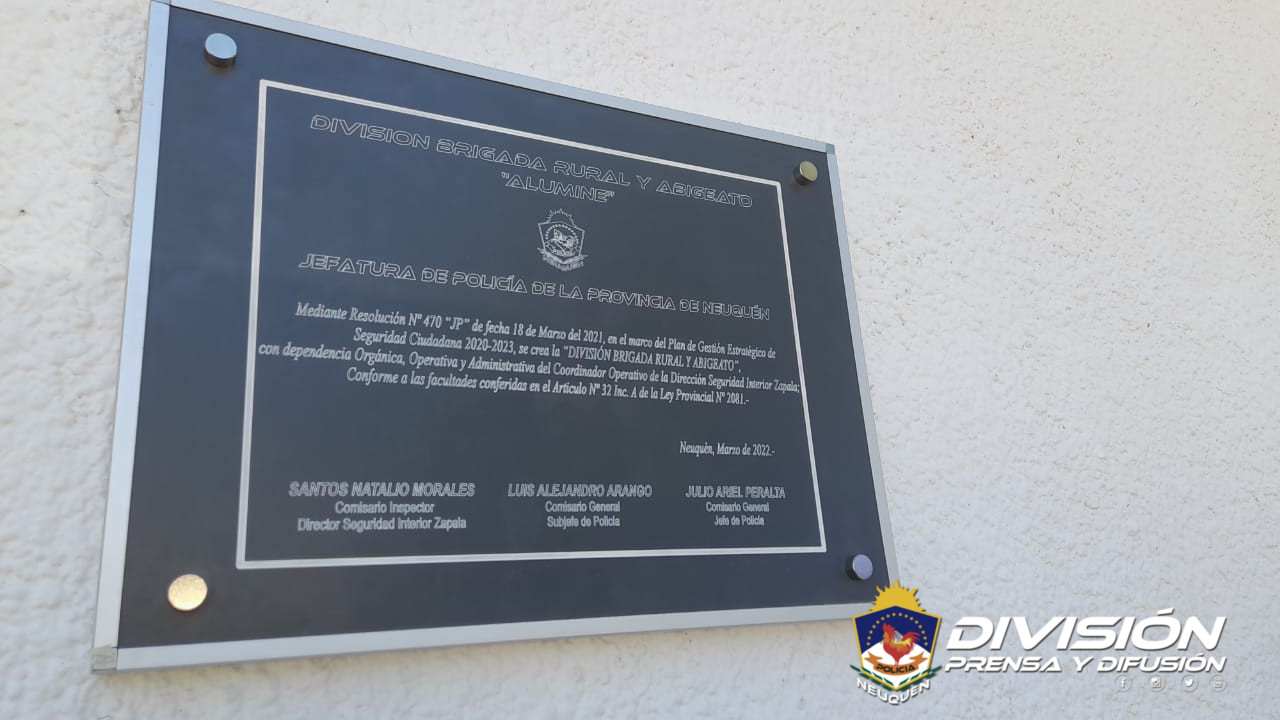 DIVISION BRIGADA RURAL Y ABIGEATO
"ALUMINE"
JEFATURA DE POLICÍA DE LA PROVINCIA DE NEUQUÉN
Mediante Resolución Nº 470 "JP" de fecha 18 de Marzo del 2021, en el marco del Plan de Gestión Estratégico de
Seguridad Ciudadana 2020-2023, se crea la "DIVISIÓN BRIGADA RURAL Y ABIGEATO",
con dependencia Orgánica, Operativa y Administrativa del Coordinador Operativo de la Dirección Seguridad Interior Zapala;
Conforme a las facultades conferidas en el Articulo Nº 32 Inc. A de la Ley Provincial Nº 2081.-
Neuquén, Marzo de 2022.-
SANTOS NATALIO MORALES
Comisario Inspector
Director Seguridad Interior Zapala
LUIS ALEJANDRO ARANGO
Comisario General
Subjefe de Policía
JULIO ARIEL PERALTA
Comisario General
Jefe de Policía
POLICIA
NEUQUÉN
DIVISIÓN
PRENSA Y DIFUSIÓN